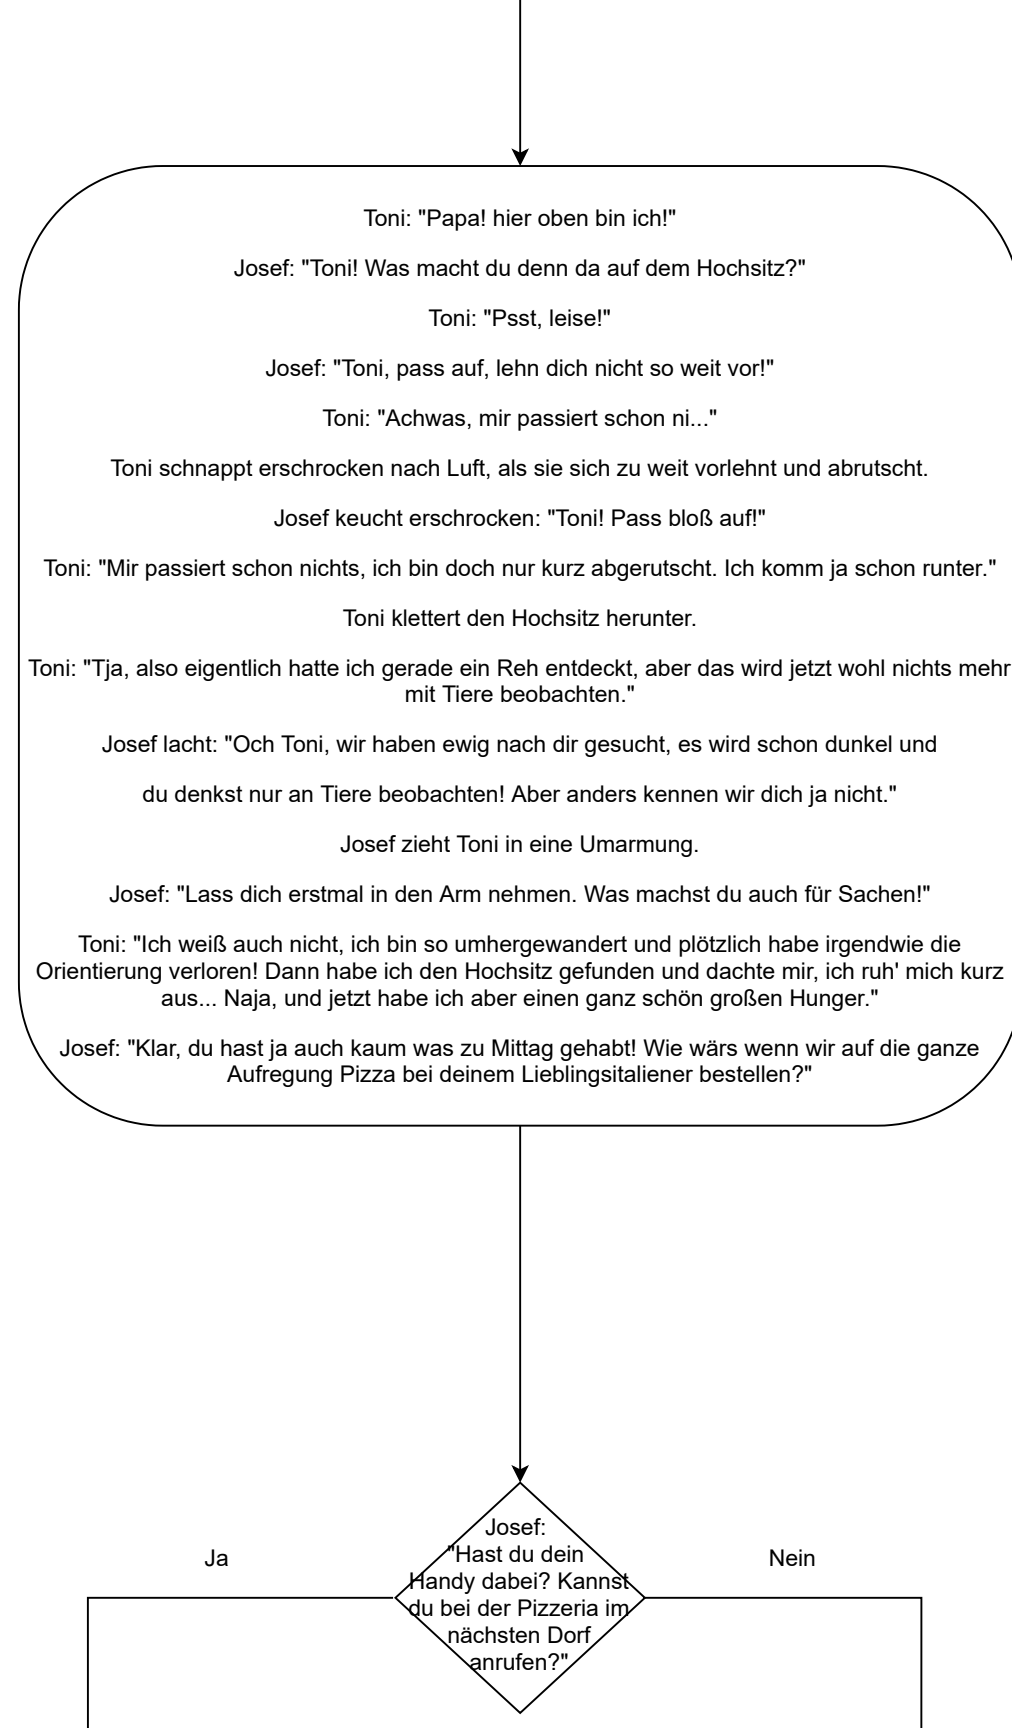 Toni: "Papa! hier oben bin ich!"
Josef: "Toni! Was macht du denn da auf dem Hochsitz?"
Toni: "Psst, leise!"
Josef: "Toni, pass auf, lehn dich nicht so weit vor!"
Toni: "Achwas, mir passiert schon ni..."
Toni schnappt erschrocken nach Luft, als sie sich zu weit vorlehnt und abrutscht.
Josef keucht erschrocken: "Toni! Pass bloß auf!"
Toni: "Mir passiert schon nichts, ich bin doch nur kurz abgerutscht. Ich komm ja schon runter."
Toni klettert den Hochsitz herunter.
Toni: "Tja, also eigentlich hatte ich gerade ein Reh entdeckt, aber das wird jetzt wohl nichts mehr
mit Tiere beobachten."
Josef lacht: "Och Toni, wir haben ewig nach dir gesucht, es wird schon dunkel und
du denkst nur an Tiere beobachten! Aber anders kennen wir dich ja nicht."
Josef zieht Toni in eine Umarmung.
Josef: "Lass dich erstmal in den Arm nehmen. Was machst du auch für Sachen!"
Toni: "Ich weiß auch nicht, ich bin so umhergewandert und plötzlich habe irgendwie die
Orientierung verloren! Dann habe ich den Hochsitz gefunden und dachte mir, ich ruh' mich kurz
aus... Naja, und jetzt habe ich aber einen ganz schön großen Hunger."
Josef: "Klar, du hast ja auch kaum was zu Mittag gehabt! Wie wärs wenn wir auf die ganze
Aufregung Pizza bei deinem Lieblingsitaliener bestellen?"
Josef:
"Hast du dein
Handy dabei? Kannst
du bei der Pizzeria im
nächsten Dorf
anrufen?"
Ja
Nein